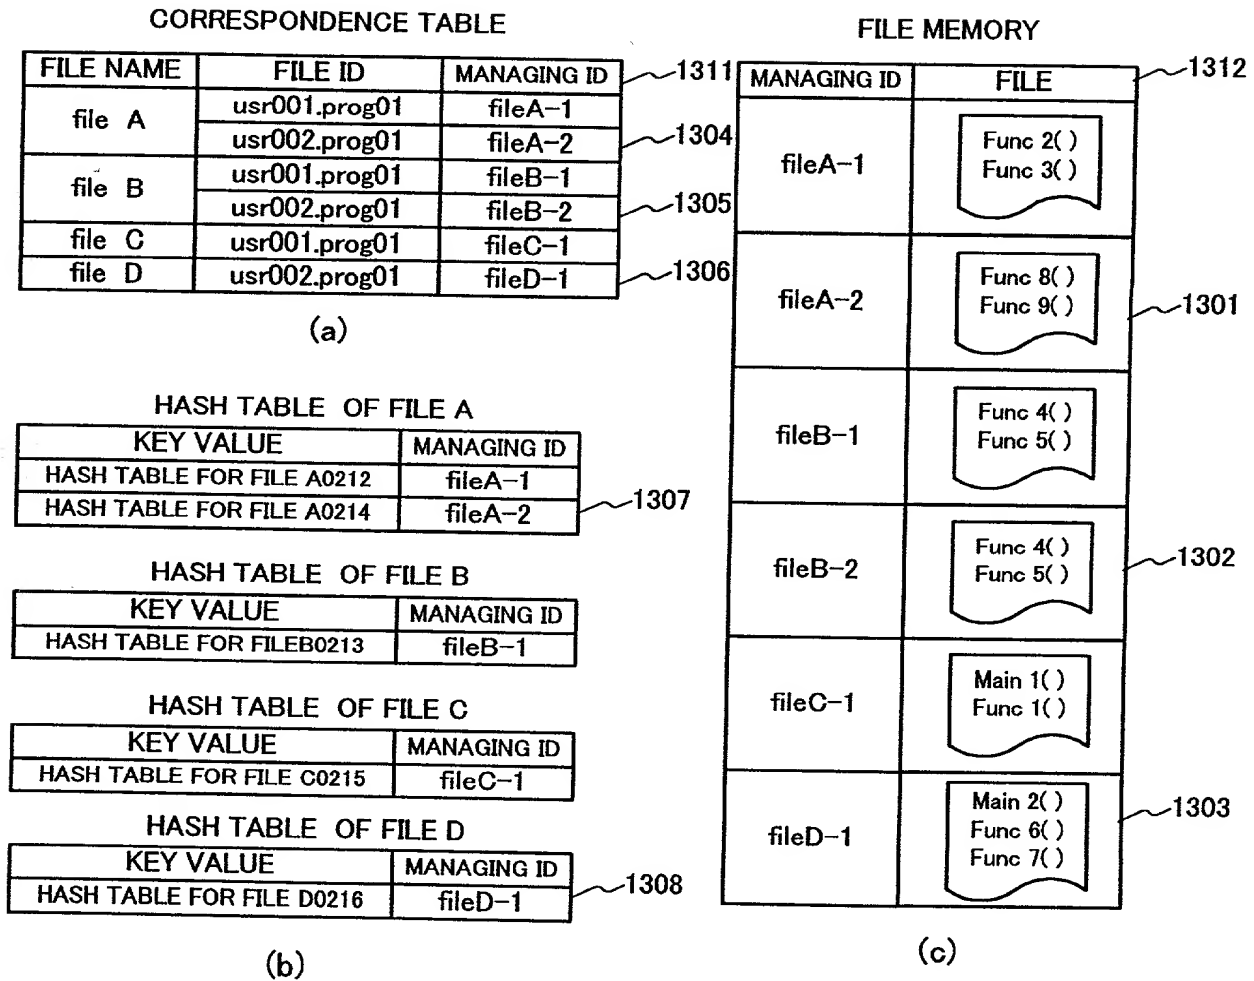 CORRESPONDENCE TABLE
FILE NAME FILE ID MANAGING ID 1311
file A usr001.prog01 fileA-1
usr002.prog01 fileA-2 1304
file B usr001.prog01 fileB-1
usr002.prog01 fileB-2 1305
file C usr001.prog01 fileC-1
file D usr002.prog01 fileD-1 1306
(a)
HASH TABLE OF FILE A
KEY VALUE MANAGING ID
HASH TABLE FOR FILE A0212 fileA-1
HASH TABLE FOR FILE A0214 fileA-2 1307
HASH TABLE OF FILE B
KEY VALUE MANAGING ID
HASH TABLE FOR FILEB0213 fileB-1
HASH TABLE OF FILE C
KEY VALUE MANAGING ID
HASH TABLE FOR FILE C0215 fileC-1
HASH TABLE OF FILE D
KEY VALUE MANAGING ID
HASH TABLE FOR FILE D0216 fileD-1 1308
(b)
FILE MEMORY
MANAGING ID FILE 1312
fileA-1
Func 2( )
Func 3( )
fileA-2
Func 8( )
Func 9( )
1301
fileB-1
Func 4( )
Func 5( )
fileB-2
Func 4( )
Func 5( )
1302
fileC-1
Main 1( )
Func 1( )
fileD-1
Main 2( )
Func 6( )
Func 7( )
1303
(c)